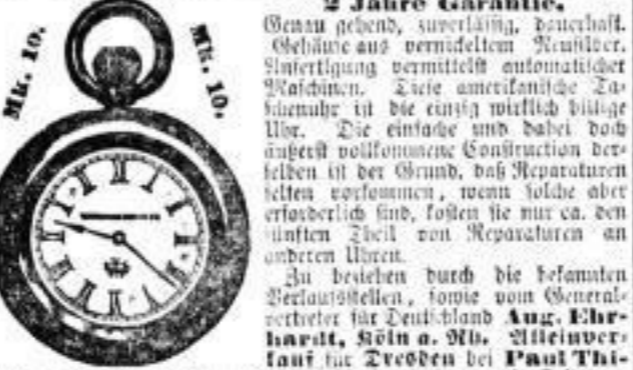 Mk. 10.
Mk. 10.
2 Jahre Garantie.
Genau gehend, zuverläſſig, dauerhaft.
Gehäuse aus vernickeltem Neuſilber.
Anfertigung vermittelſt automatiſcher
Maſchinen. Dieſe amerikaniſche Ta-
ſchenuhr iſt die einzig wirklich billige
Uhr. Die einfache und dabei doch
äußerſt vollkommene Conſtruction der-
ſelben iſt der Grund, daß Reparaturen
ſelten vorkommen, wenn ſolche aber
erforderlich ſind, koſten ſie nur ca. den
fünften Theil von Reparaturen an
anderen Uhren.
Zu beziehen durch die bekannten
Verkaufsſtellen, ſowie vom General-
vertreter für Deutſchland Aug. Ehr-
hardt, Köln a. Rh. Alleinver-
kauf für Dresden bei Paul Thi-